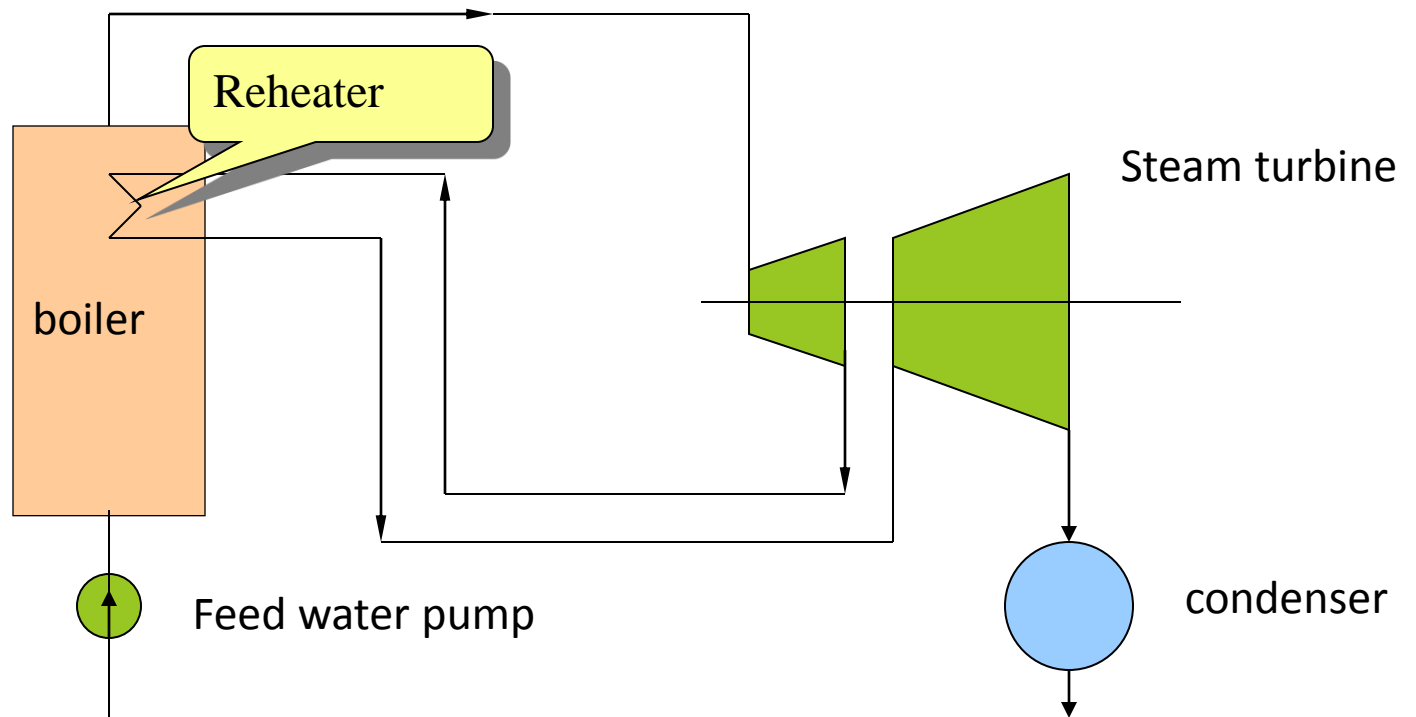 Reheater
Steam turbine
boiler
Feed water pump
condenser